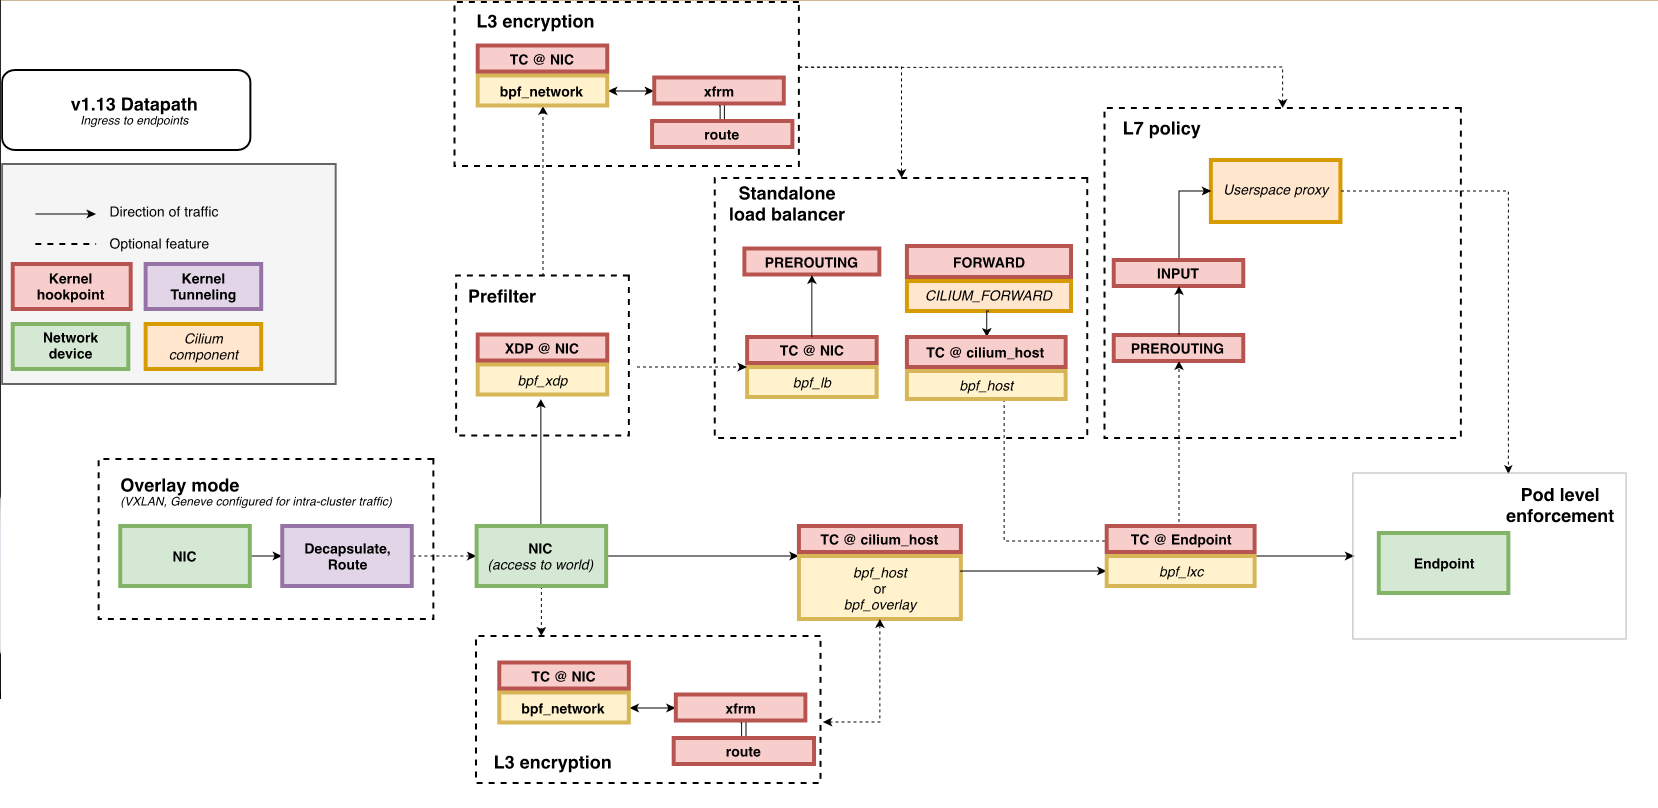 v1.13 Datapath
Ingress to endpoints
Direction of traffic
Optional feature
Kernel
hookpoint
Kernel
Tunneling
Network
device
Cilium
component
L3 encryption
TC @ NIC
bpf_network
xfrm
route
Prefilter
XDP @ NIC
bpf_xdp
Standalone
load balancer
PREROUTING
TC @ NIC
bpf_lb
FORWARD
CILIUM_FORWARD
TC @ cilium_host
bpf_host
L7 policy
Userspace proxy
INPUT
PREROUTING
Overlay mode
(VXLAN, Geneve configured for intra-cluster traffic)
NIC
Decapsulate,
Route
NIC
(access to world)
TC @ cilium_host
bpf_host
or
bpf_overlay
TC @ Endpoint
bpf_lxc
Pod level
enforcement
Endpoint
TC @ NIC
bpf_network
xfrm
route
L3 encryption